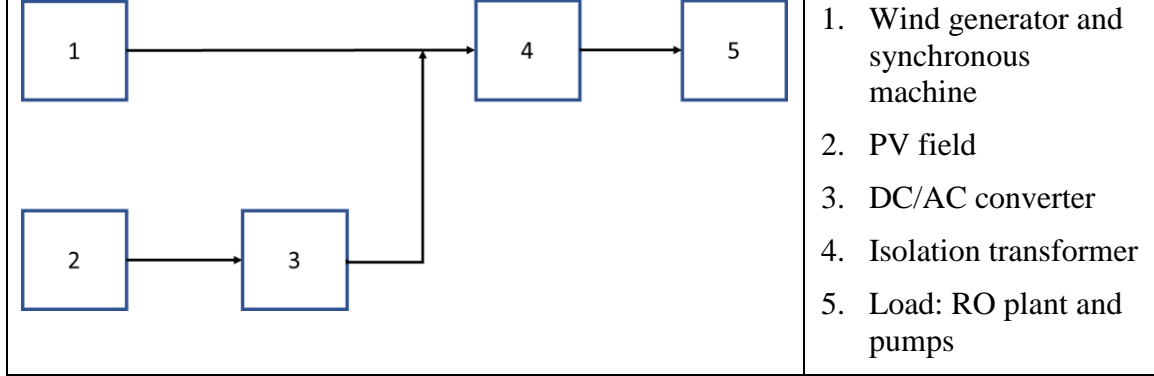 1
4
5
2
3
1. Wind generator and
synchronous
machine
2. PV field
3. DC/AC converter
4. Isolation transformer
5. Load: RO plant and
pumps